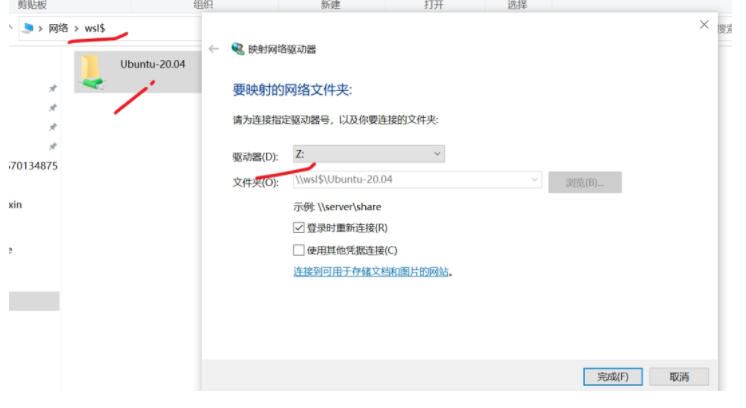 剪贴板 组织 新建 打开 选择
网络 > wsl$
Ubuntu-20.04
570134875
xin
e
映射网络驱动器
要映射的网络文件夹:
请为连接指定驱动器号，以及你要连接的文件夹:
驱动器(D): Z:
文件夹(O): \\wsl$\Ubuntu-20.04 浏览(B)...
示例: \\server\share
登录时重新连接(R)
使用其他凭据连接(C)
连接到可用于存储文档和图片的网站。
完成(F) 取消